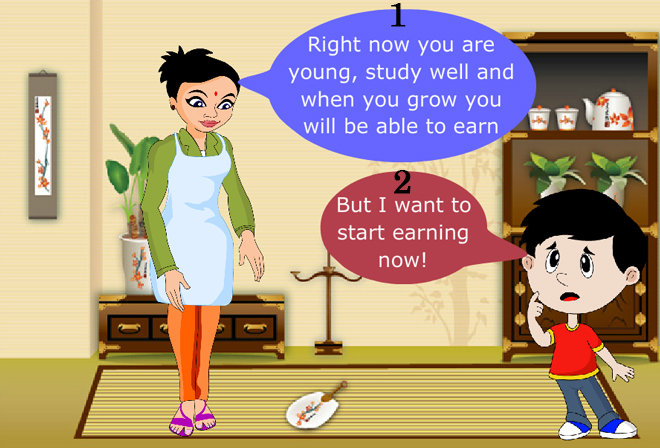 1
Right now you are
young, study well and
when you grow you
will be able to earn
2
But I want to
start earning
now!